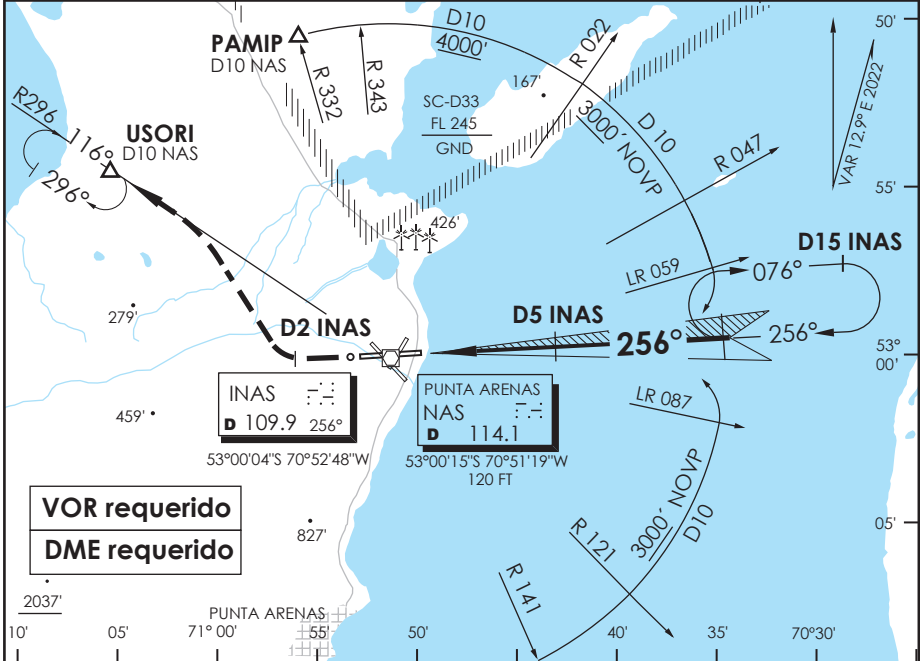 50'
D10
4000'
PAMIP
D10 NAS
R 332
R 343
R 022
167'
SC-D33
FL 245
GND
3000´ NOVP
D 10
R 047
VAR 12.9° E 2022
R296
116°
296°
USORI
D10 NAS
55'
426'
LR 059
D15 INAS
076°
256°
279'
D2 INAS
D5 INAS
256°
53°
00'
INAS
D 109.9 256°
53°00'04"S 70°52'48"W
PUNTA ARENAS
NAS
D 114.1
53°00'15"S 70°51'19"W
120 FT
LR 087
459'
VOR requerido
DME requerido
827'
3000´ NOVP
D10
R 121
R 141
05'
2037'
PUNTA ARENAS
10' 05' 71° 00' 55' 50' 40' 35' 70°30'